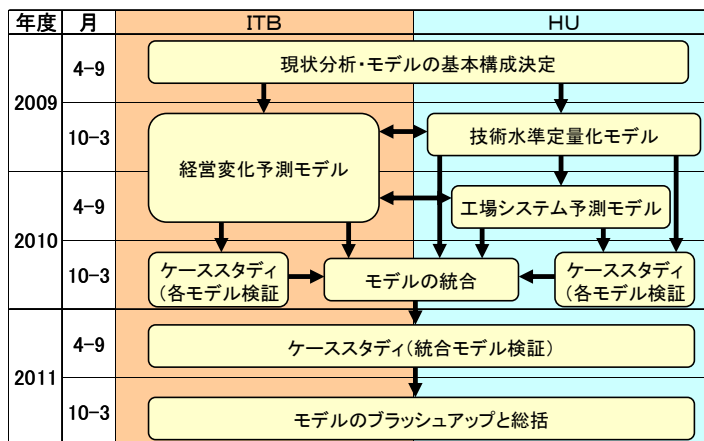 年度 月 ITB HU
2009
4-9
現状分析・モデルの基本構成決定
10-3
経営変化予測モデル
技術水準定量化モデル
2010
4-9
工場システム予測モデル
10-3
ケーススタディ
(各モデル検証
モデルの統合
ケーススタディ
(各モデル検証
2011
4-9
ケーススタディ(統合モデル検証)
10-3
モデルのブラッシュアップと総括